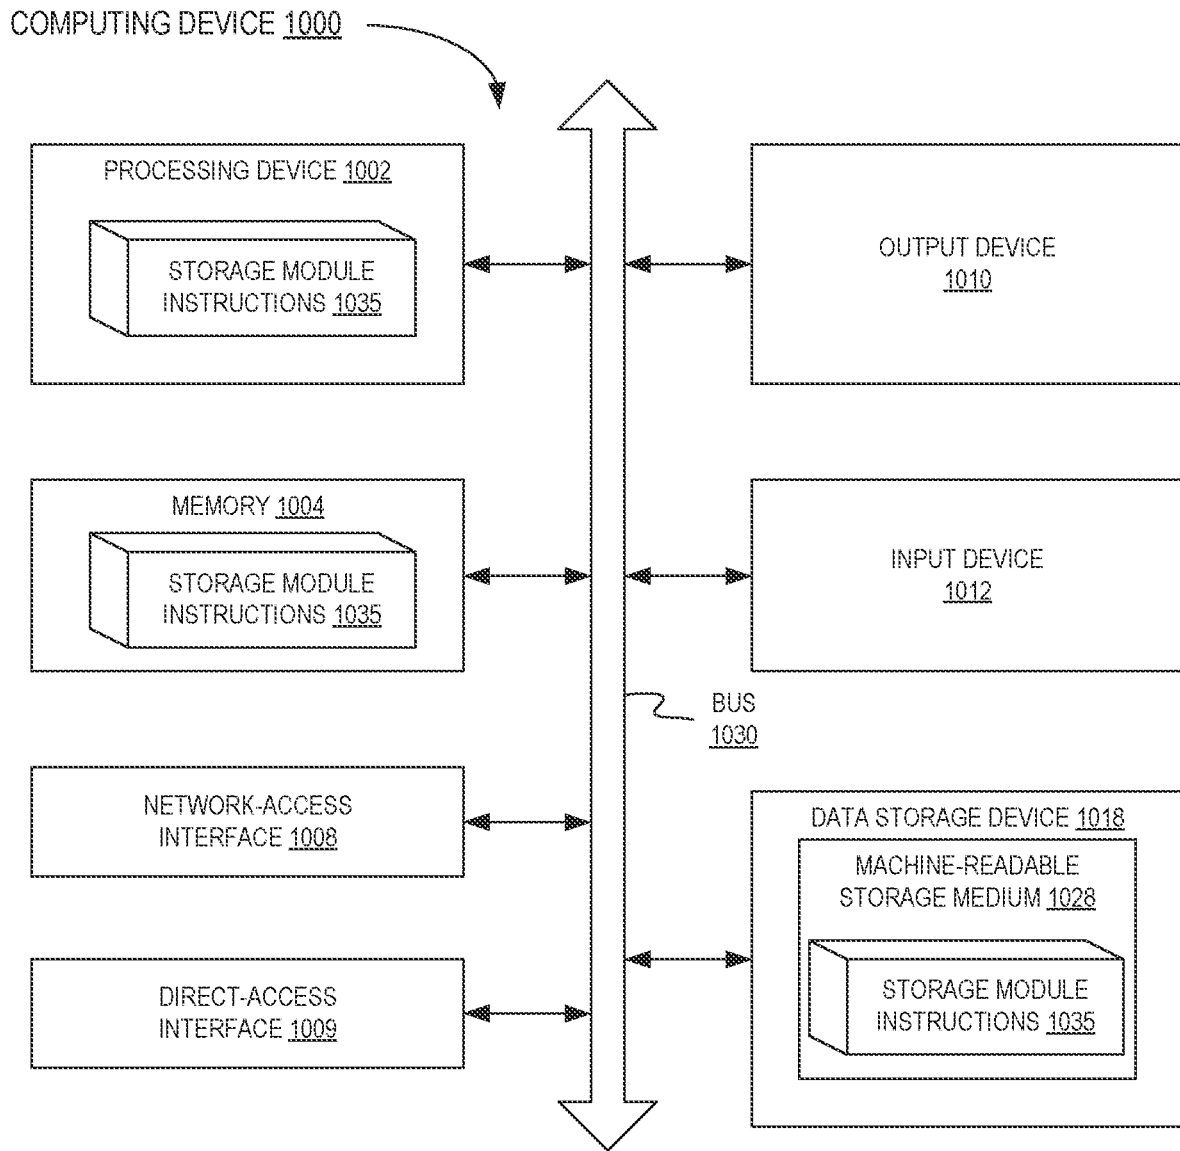 COMPUTING DEVICE 1000
PROCESSING DEVICE 1002
STORAGE MODULE
INSTRUCTIONS 1035
OUTPUT DEVICE
1010
MEMORY 1004
STORAGE MODULE
INSTRUCTIONS 1035
INPUT DEVICE
1012
BUS
1030
NETWORK-ACCESS
INTERFACE 1008
DATA STORAGE DEVICE 1018
MACHINE-READABLE
STORAGE MEDIUM 1028
STORAGE MODULE
INSTRUCTIONS 1035
DIRECT-ACCESS
INTERFACE 1009